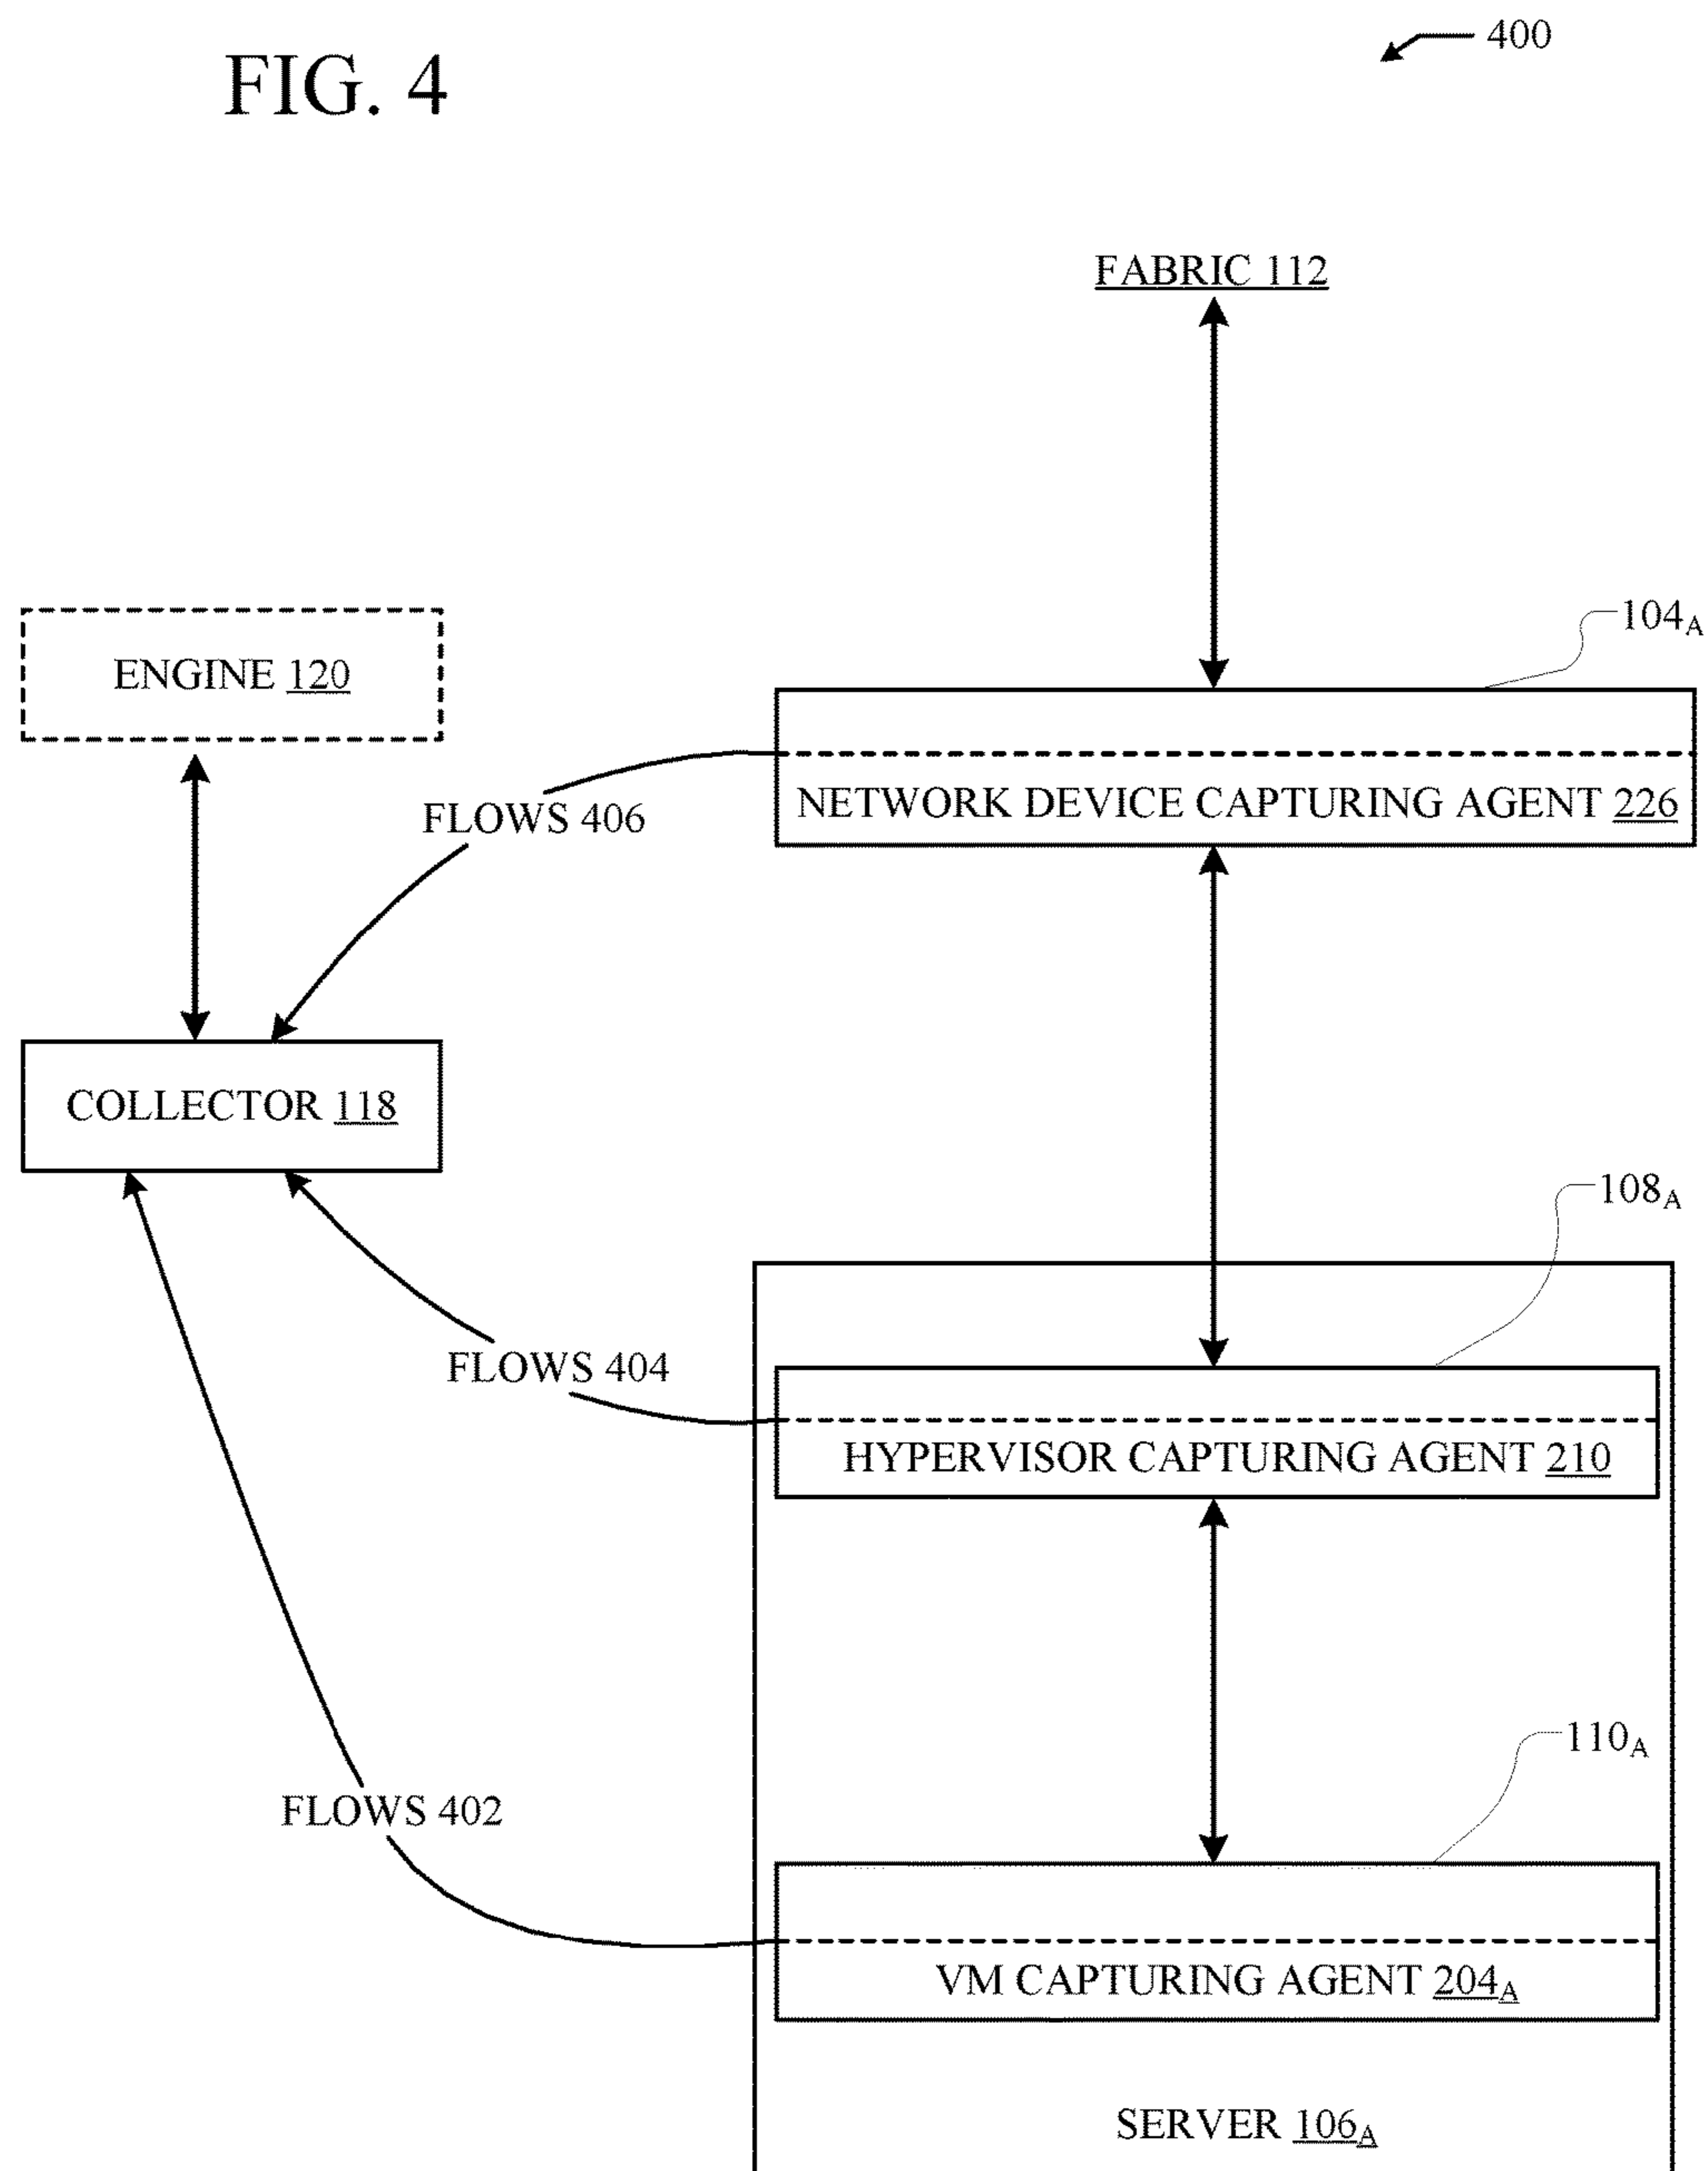 FIG. 4
400
FABRIC 112
104A
ENGINE 120
NETWORK DEVICE CAPTURING AGENT 226
FLOWS 406
COLLECTOR 118
108A
FLOWS 404
HYPERVISOR CAPTURING AGENT 210
110A
FLOWS 402
VM CAPTURING AGENT 204A
SERVER 106A